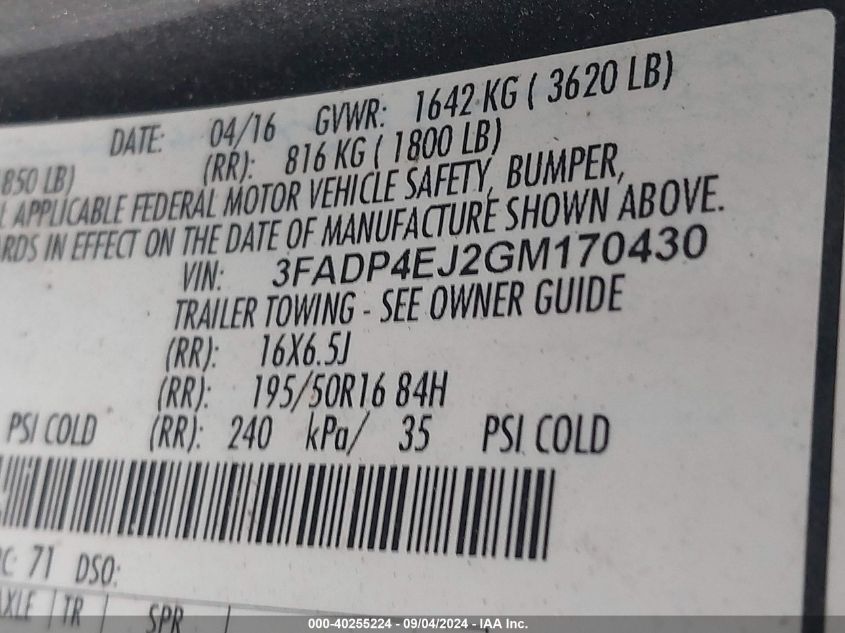 DATE: 04/16 GVWR: 1642 KG ( 3620 LB)
850 LB) (RR): 816 KG ( 1800 LB)
APPLICABLE FEDERAL MOTOR VEHICLE SAFETY, BUMPER,
RDS IN EFFECT ON THE DATE OF MANUFACTURE SHOWN ABOVE.
VIN: 3FADP4EJ2GM170430
TRAILER TOWING - SEE OWNER GUIDE
(RR): 16X6.5J
(RR): 195/50R16 84H
PSI COLD (RR): 240 kPa/ 35 PSI COLD
C: 71 DSO:
AXLE TR SPR
000-40255224 - 09/04/2024 - IAA Inc.